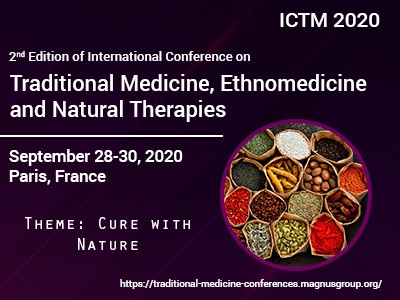 ICTM 2020
2nd Edition of International Conference on
Traditional Medicine, Ethnomedicine
and Natural Therapies
September 28-30, 2020
Paris, France
Theme: Cure with
Nature
https://traditional-medicine-conferences.magnusgroup.org/